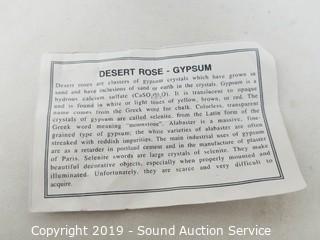 DESERT ROSE - GYPSUM
Desert roses are clusters of gypsum crystals which have grown in
sand and have inclusions of sand or earth in the crystals. Gypsum is a
hydrous calcium sulfate (CaSO₄·2H₂O). It is translucent to opaque
and is found in white or light tones of yellow, brown, or red. The
name comes from the Greek word for chalk. Colorless, transparent
crystals of gypsum are called selenite, from the Latin form of the
Greek word meaning "moonstone". Alabaster is a massive, fine-
grained type of gypsum; the white varieties of alabaster are often
streaked with reddish impurities. The main industrial uses of gypsum
are as a retarder in portland cement and in the manufacture of plaster
of Paris. Selenite swords are large crystals of selenite. They make
beautiful decorative objects, especially when properly mounted and
illuminated. Unfortunately, they are scarce and very difficult to
acquire.
Copyright 2019 - Sound Auction Service